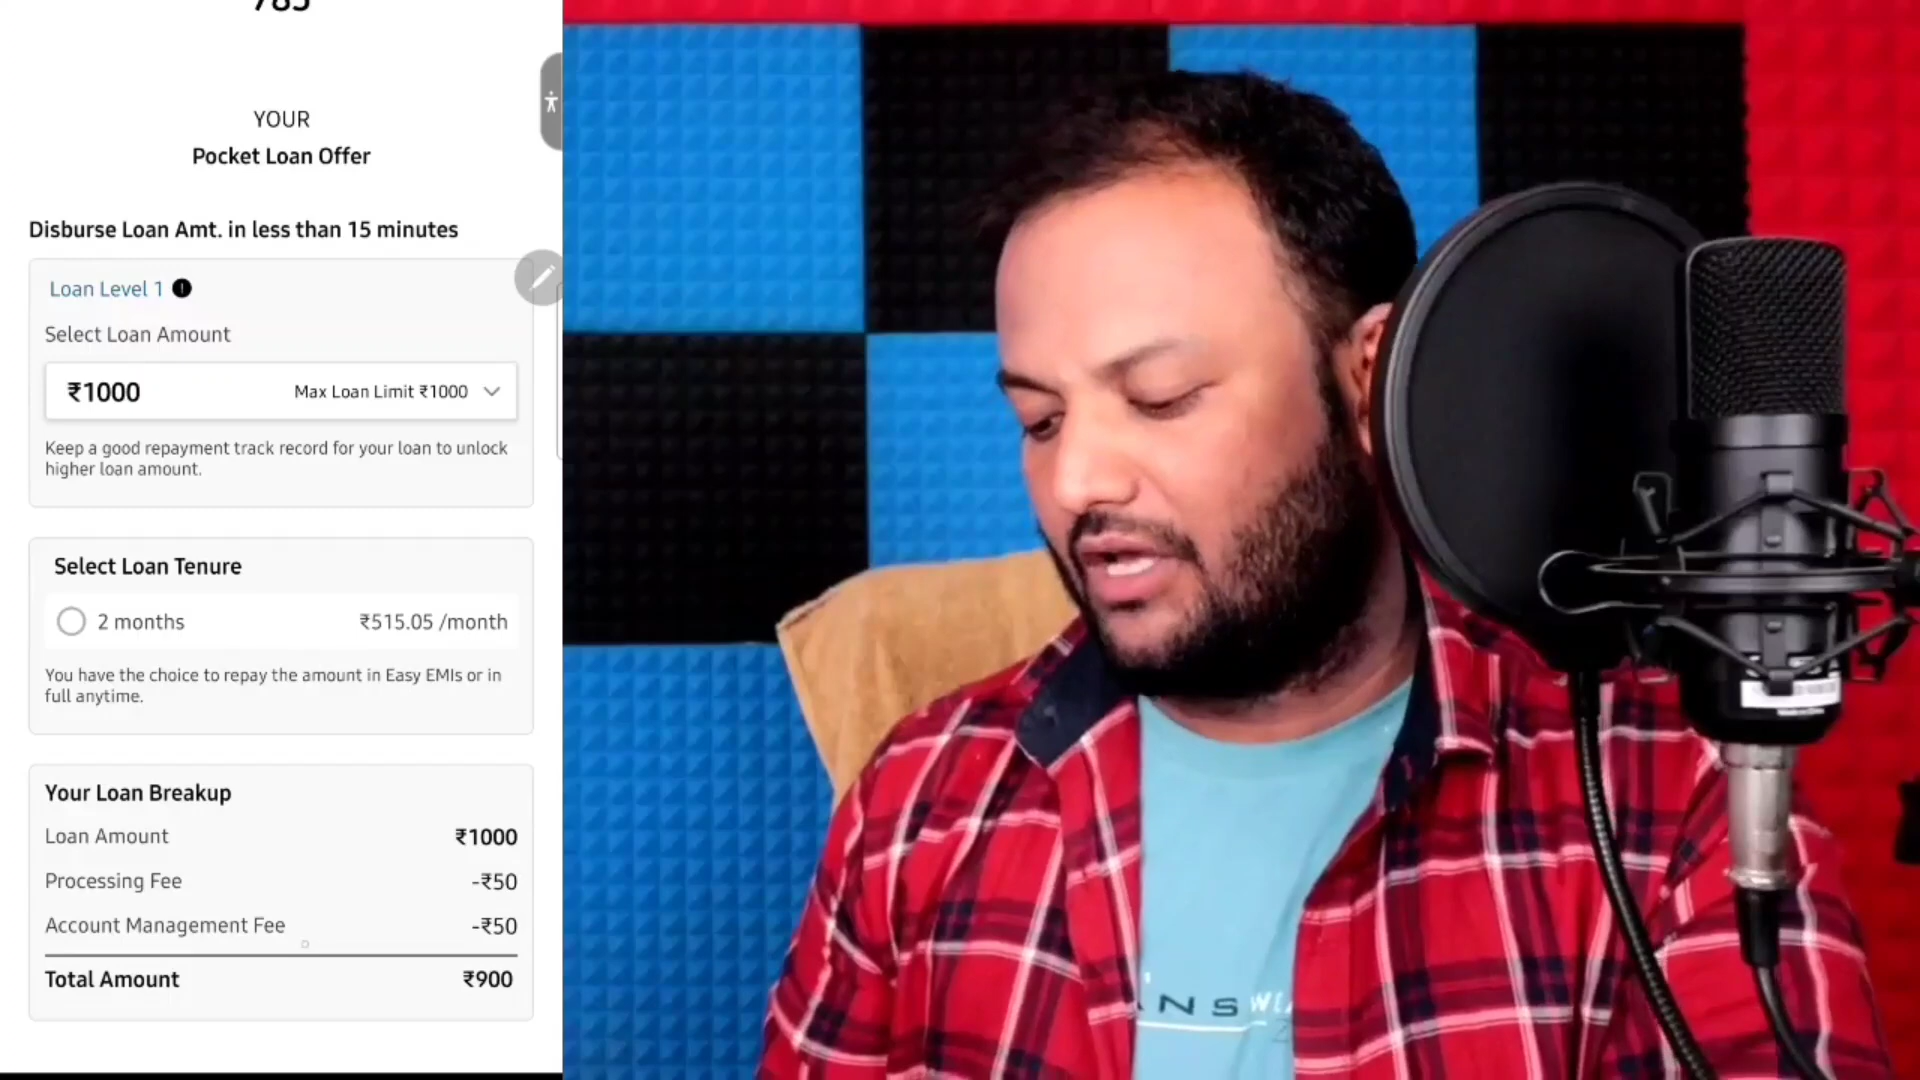 785
YOUR
Pocket Loan Offer
Disburse Loan Amt. in less than 15 minutes
Loan Level 1
Select Loan Amount
₹1000 Max Loan Limit ₹1000
Keep a good repayment track record for your loan to unlock
higher loan amount.
Select Loan Tenure
2 months ₹515.05 /month
You have the choice to repay the amount in Easy EMIs or in
full anytime.
Your Loan Breakup
Loan Amount ₹1000
Processing Fee -₹50
Account Management Fee -₹50
Total Amount ₹900